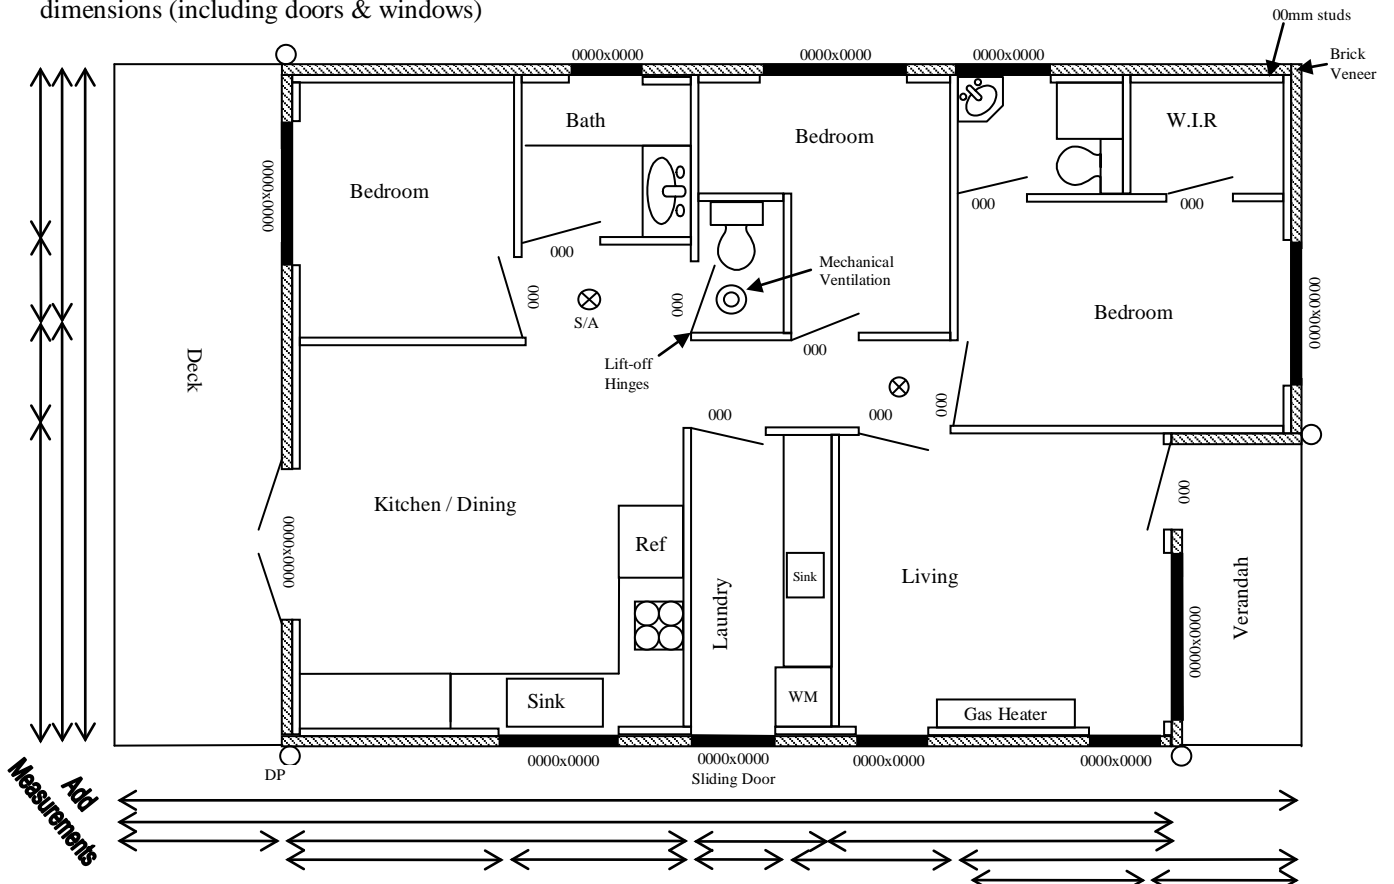 dimensions (including doors & windows)
00mm studs
0000x0000
0000x0000
0000x0000
Brick
Veneer
Bath
Bedroom
W.I.R
0000x0000
Bedroom
000
000
000
Mechanical
Ventilation
000
S/A
000
0000x0000
Bedroom
Deck
Lift-off
Hinges
000
000
000
000
Kitchen / Dining
000
0000x0000
Ref
Sink
Living
Laundry
Verandah
0000x0000
Sink
WM
Gas Heater
DP
0000x0000
0000x0000
Sliding Door
0000x0000
0000x0000
Add
Measurements